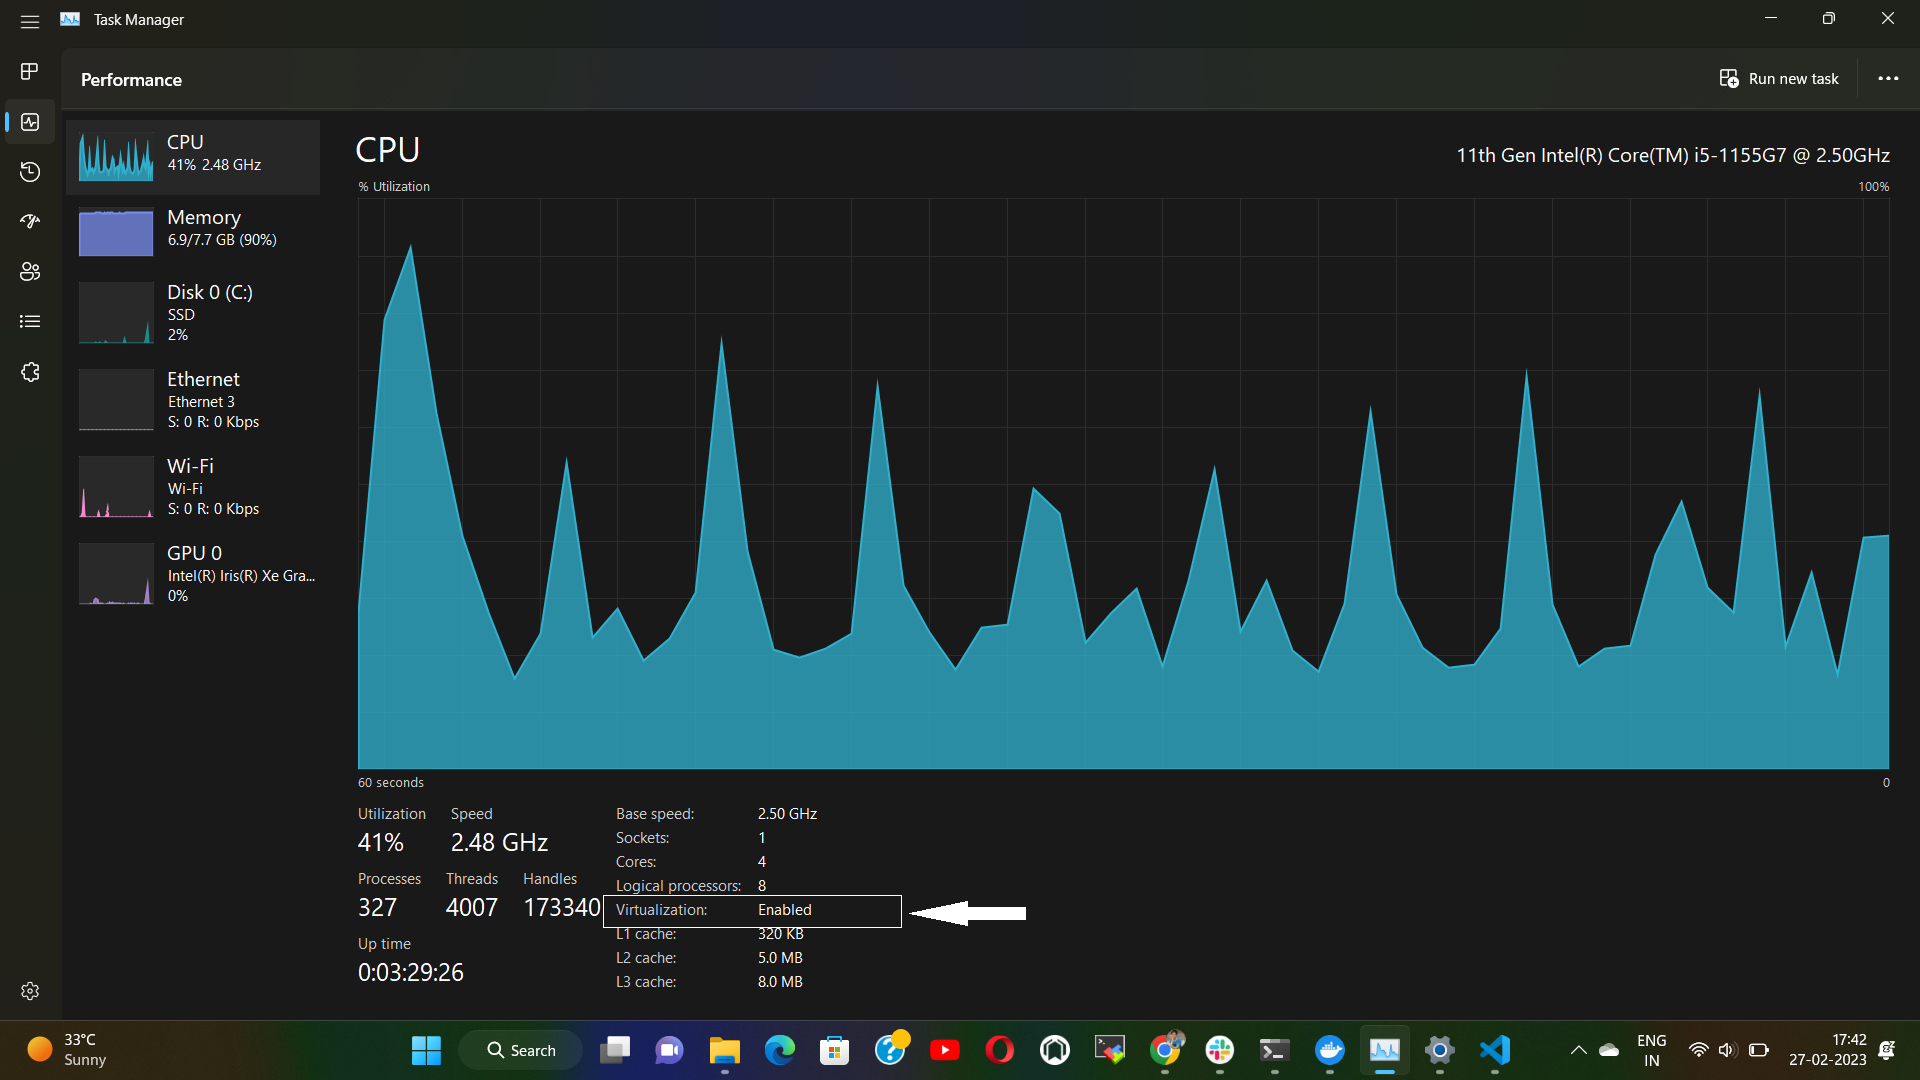 Task Manager
Performance
Run new task
CPU
41% 2.48 GHz
Memory
6.9/7.7 GB (90%)
Disk 0 (C:)
SSD
2%
Ethernet
Ethernet 3
S: 0 R: 0 Kbps
Wi-Fi
Wi-Fi
S: 0 R: 0 Kbps
GPU 0
Intel(R) Iris(R) Xe Gra...
0%
CPU
11th Gen Intel(R) Core(TM) i5-1155G7 @ 2.50GHz
% Utilization
100%
60 seconds
0
Utilization
41%
Speed
2.48 GHz
Processes
327
Threads
4007
Handles
173340
Up time
0:03:29:26
Base speed: 2.50 GHz
Sockets: 1
Cores: 4
Logical processors: 8
Virtualization: Enabled
L1 cache: 320 KB
L2 cache: 5.0 MB
L3 cache: 8.0 MB
33°C
Sunny
Search
ENG
IN
17:42
27-02-2023